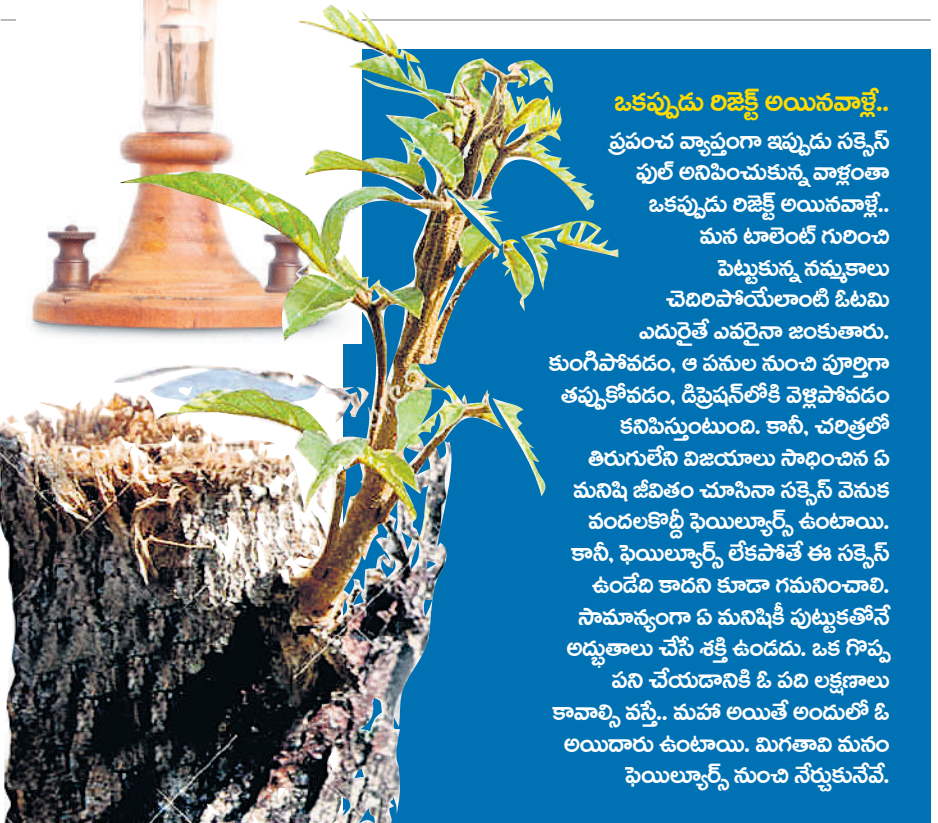 ఒకప్పుడు రిజెక్ట్ అయినవాళ్లే..
ప్రపంచ వ్యాప్తంగా ఇప్పుడు సక్సెస్
ఫుల్ అనిపించుకున్న వాళ్లంతా
ఒకప్పుడు రిజెక్ట్ అయినవాళ్లే..
మన టాలెంట్ గురించి
పెట్టుకున్న నమ్మకాలు
చెదిరిపోయేలాంటి ఓటమి
ఎదురైతే ఎవరైనా జంకుతారు.
కుంగిపోవడం, ఆ పనుల నుంచి పూర్తిగా
తప్పుకోవడం, డిప్రెషన్‌లోకి వెళ్లిపోవడం
కనిపిస్తుంటుంది. కానీ, చరిత్రలో
తిరుగులేని విజయాలు సాధించిన ఏ
మనిషి జీవితం చూసినా సక్సెస్ వెనుక
వందలకొద్దీ ఫెయిల్యూర్స్ ఉంటాయి.
కానీ, ఫెయిల్యూర్స్ లేకపోతే ఈ సక్సెస్
ఉండేది కాదని కూడా గమనించాలి.
సామాన్యంగా ఏ మనిషికీ పుట్టుకతోనే
అద్భుతాలు చేసే శక్తి ఉండదు. ఒక గొప్ప
పని చేయడానికి ఓ పది లక్షణాలు
కావాల్సి వస్తే.. మహా అయితే అందులో ఓ
అయిదారు ఉంటాయి. మిగతావి మనం
ఫెయిల్యూర్స్ నుంచి నేర్చుకునేవే.